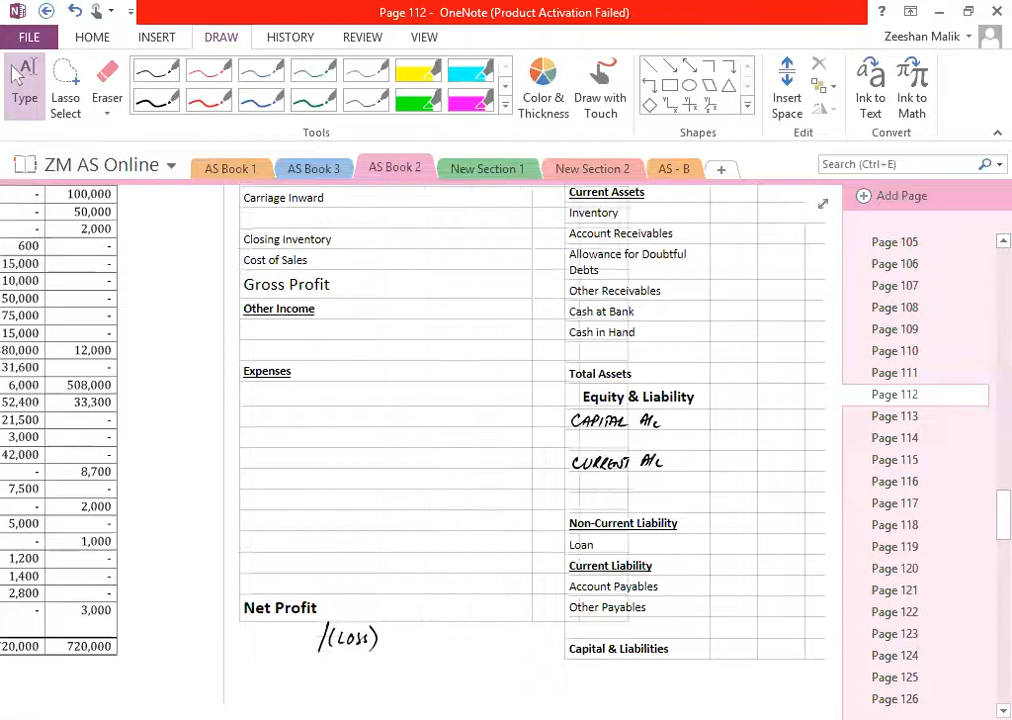 Page 112 - OneNote (Product Activation Failed)
?
FILE HOME INSERT DRAW HISTORY REVIEW VIEW
Zeeshan Malik
Type
Lasso Select
Eraser
Color & Thickness
Draw with Touch
Insert Space
Ink to Text
Ink to Math
Tools
Shapes
Edit
Convert
ZM AS Online
AS Book 1
AS Book 3
AS Book 2
New Section 1
New Section 2
AS - B
Search (Ctrl+E)
- 100,000
- 50,000
- 2,000
600 -
15,000 -
10,000 -
50,000 -
75,000 -
15,000 -
380,000 12,000
31,600 -
6,000 508,000
52,400 33,300
21,500 -
3,000 -
42,000 -
- 8,700
7,500 -
- 2,000
5,000 -
- 1,000
1,200 -
1,400 -
2,800 -
- 3,000
720,000 720,000
Carriage Inward
Closing Inventory
Cost of Sales
Gross Profit
Other Income
Expenses
Net Profit
/(LOSS)
Current Assets
Inventory
Account Receivables
Allowance for Doubtful
Debts
Other Receivables
Cash at Bank
Cash in Hand
Total Assets
Equity & Liability
CAPITAL A/c
CURRENT A/c
Non-Current Liability
Loan
Current Liability
Account Payables
Other Payables
Capital & Liabilities
Add Page
Page 105
Page 106
Page 107
Page 108
Page 109
Page 110
Page 111
Page 112
Page 113
Page 114
Page 115
Page 116
Page 117
Page 118
Page 119
Page 120
Page 121
Page 122
Page 123
Page 124
Page 125
Page 126